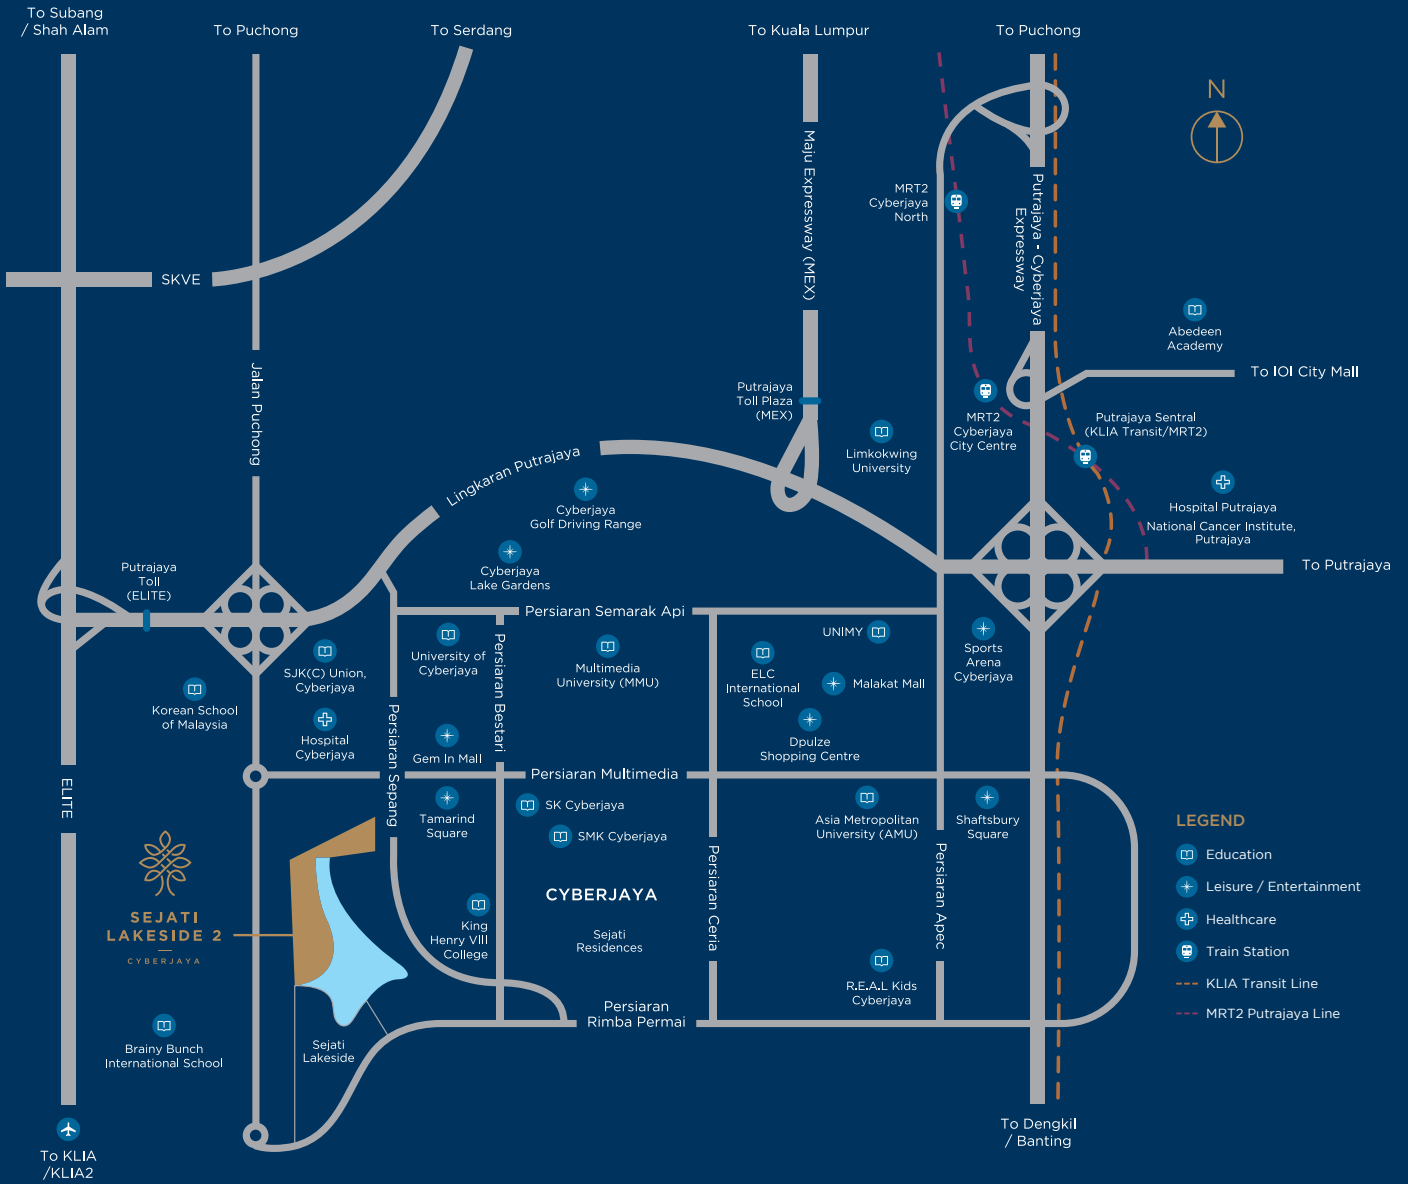 To Subang
/ Shah Alam
To Puchong
To Serdang
To Kuala Lumpur
To Puchong
N
Maju Expressway (MEX)
MRT2
Cyberjaya
North
Putrajaya - Cyberjaya
Expressway
SKVE
Abedeen
Academy
To IOI City Mall
Jalan Puchong
Putrajaya
Toll Plaza
(MEX)
MRT2
Cyberjaya
City Centre
Putrajaya Sentral
(KLIA Transit/MRT2)
Limkokwing
University
Lingkaran Putrajaya
Cyberjaya
Golf Driving Range
Hospital Putrajaya
National Cancer Institute,
Putrajaya
Cyberjaya
Lake Gardens
Putrajaya
Toll
(ELITE)
To Putrajaya
Persiaran Semarak Api
UNIMY
University of
Cyberjaya
Persiaran Bestari
Multimedia
University (MMU)
ELC
International
School
Sports
Arena
Cyberjaya
SJK(C) Union,
Cyberjaya
Malakat Mall
Korean School
of Malaysia
Hospital
Cyberjaya
Persiaran Sepang
Gem In Mall
Dpulze
Shopping Centre
Persiaran Multimedia
ELITE
Tamarind
Square
SK Cyberjaya
SMK Cyberjaya
Asia Metropolitan
University (AMU)
Shaftsbury
Square
LEGEND
Education
Leisure / Entertainment
Healthcare
Train Station
KLIA Transit Line
MRT2 Putrajaya Line
Persiaran Ceria
Persiaran Apec
CYBERJAYA
SEJATI
LAKESIDE 2
CYBERJAYA
King
Henry VIII
College
Sejati
Residences
R.E.A.L Kids
Cyberjaya
Persiaran
Rimba Permai
Brainy Bunch
International School
Sejati
Lakeside
To Dengkil
/ Banting
To KLIA
/KLIA2